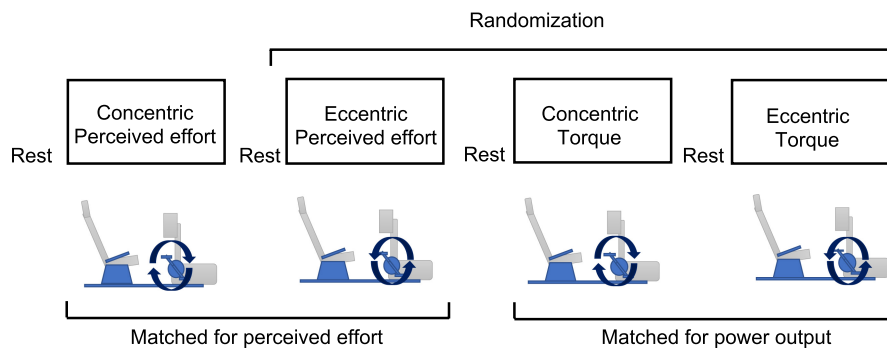 Randomization
Concentric
Perceived effort
Eccentric
Perceived effort
Concentric
Torque
Eccentric
Torque
Rest
Rest
Rest
Rest
Matched for perceived effort
Matched for power output